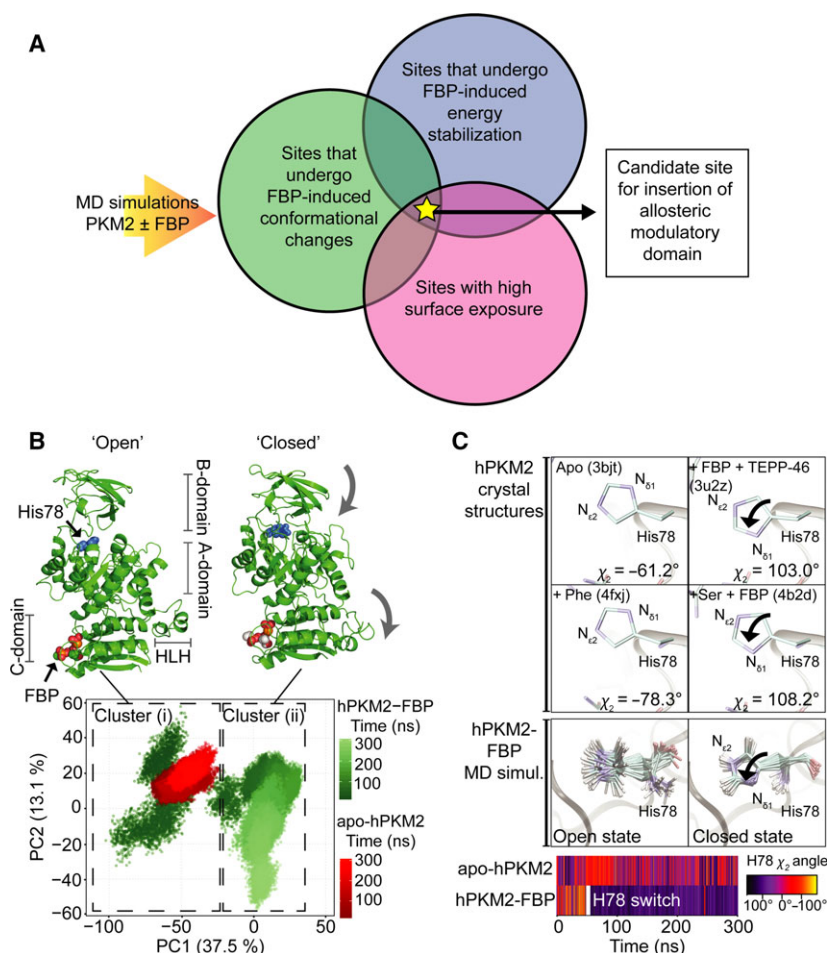 A
Sites that undergo
FBP-induced
energy
stabilization
Sites that
undergo
FBP-induced
conformational
changes
MD simulations
PKM2 ± FBP
Candidate site
for insertion of
allosteric
modulatory
domain
Sites with high
surface exposure
B
'Open'
'Closed'
His78
B-domain
A-domain
C-domain
HLH
FBP
Cluster (i)
Cluster (ii)
hPKM2–FBP
Time (ns)
300
200
100
apo-hPKM2
Time (ns)
300
200
100
PC2 (13.1 %)
60
40
20
0
−20
−40
−60
−100
−50
0
50
PC1 (37.5 %)
C
hPKM2
crystal
structures
Apo (3bjt)
Nδ1
Nε2
His78
χ2 = –61.2°
+ FBP + TEPP-46
(3u2z)
Nε2
Nδ1
His78
χ2 = 103.0°
+ Phe (4fxj)
Nδ1
Nε2
His78
χ2 = –78.3°
+Ser + FBP (4b2d)
Nε2
Nδ1
His78
χ2 = 108.2°
hPKM2-
FBP
MD simul.
His78
Open state
Nε2
Nδ1
His78
Closed state
apo-hPKM2
hPKM2-FBP
H78 switch
0
100
200
300
Time (ns)
H78 χ2 angle
100°
0°
–100°